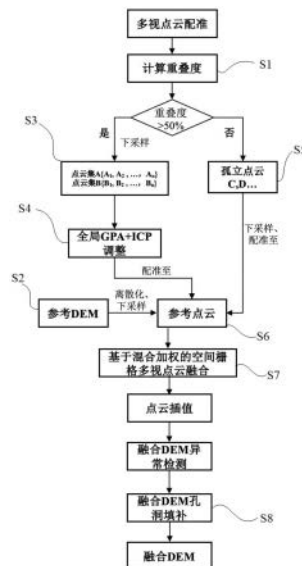 多视点云配准
S1
计算重叠度
重叠度
>50%
是
否
下采样
S3
点云集A{A₁, A₂, …, Aₙ}
点云集B{B₁, B₂, …, Bₙ}
孤立点云
C,D…
S4
全局GPA+ICP
调整
下采样、
配准至
配准至
S2
参考DEM
离散化、
下采样
参考点云
S6
基于混合加权的空间栅
格多视点云融合
S7
点云插值
融合DEM异
常检测
融合DEM孔
洞填补
S8
融合DEM